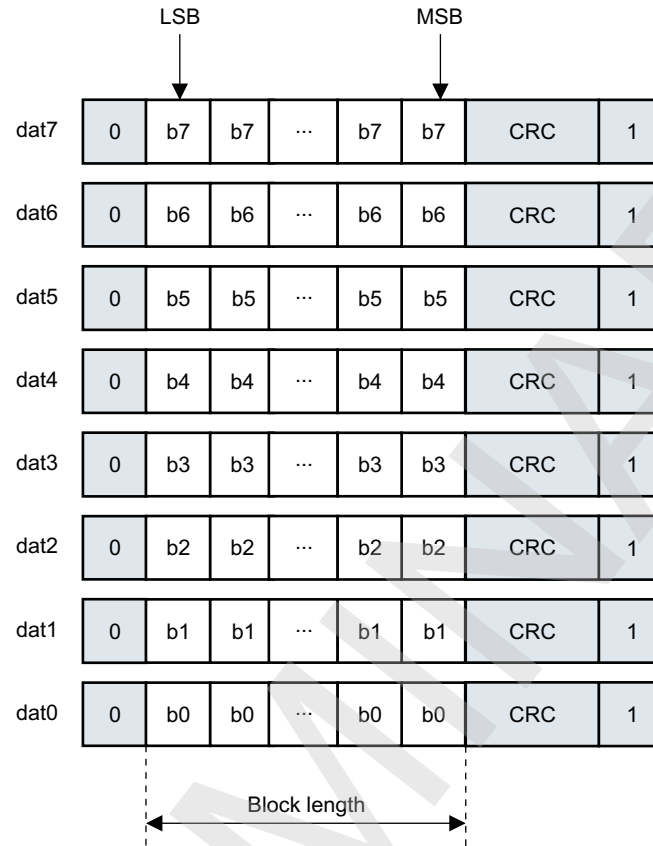 LSB MSB
dat7 0 b7 b7 ... b7 b7 CRC 1
dat6 0 b6 b6 ... b6 b6 CRC 1
dat5 0 b5 b5 ... b5 b5 CRC 1
dat4 0 b4 b4 ... b4 b4 CRC 1
dat3 0 b3 b3 ... b3 b3 CRC 1
dat2 0 b2 b2 ... b2 b2 CRC 1
dat1 0 b1 b1 ... b1 b1 CRC 1
dat0 0 b0 b0 ... b0 b0 CRC 1
Block length
MINA